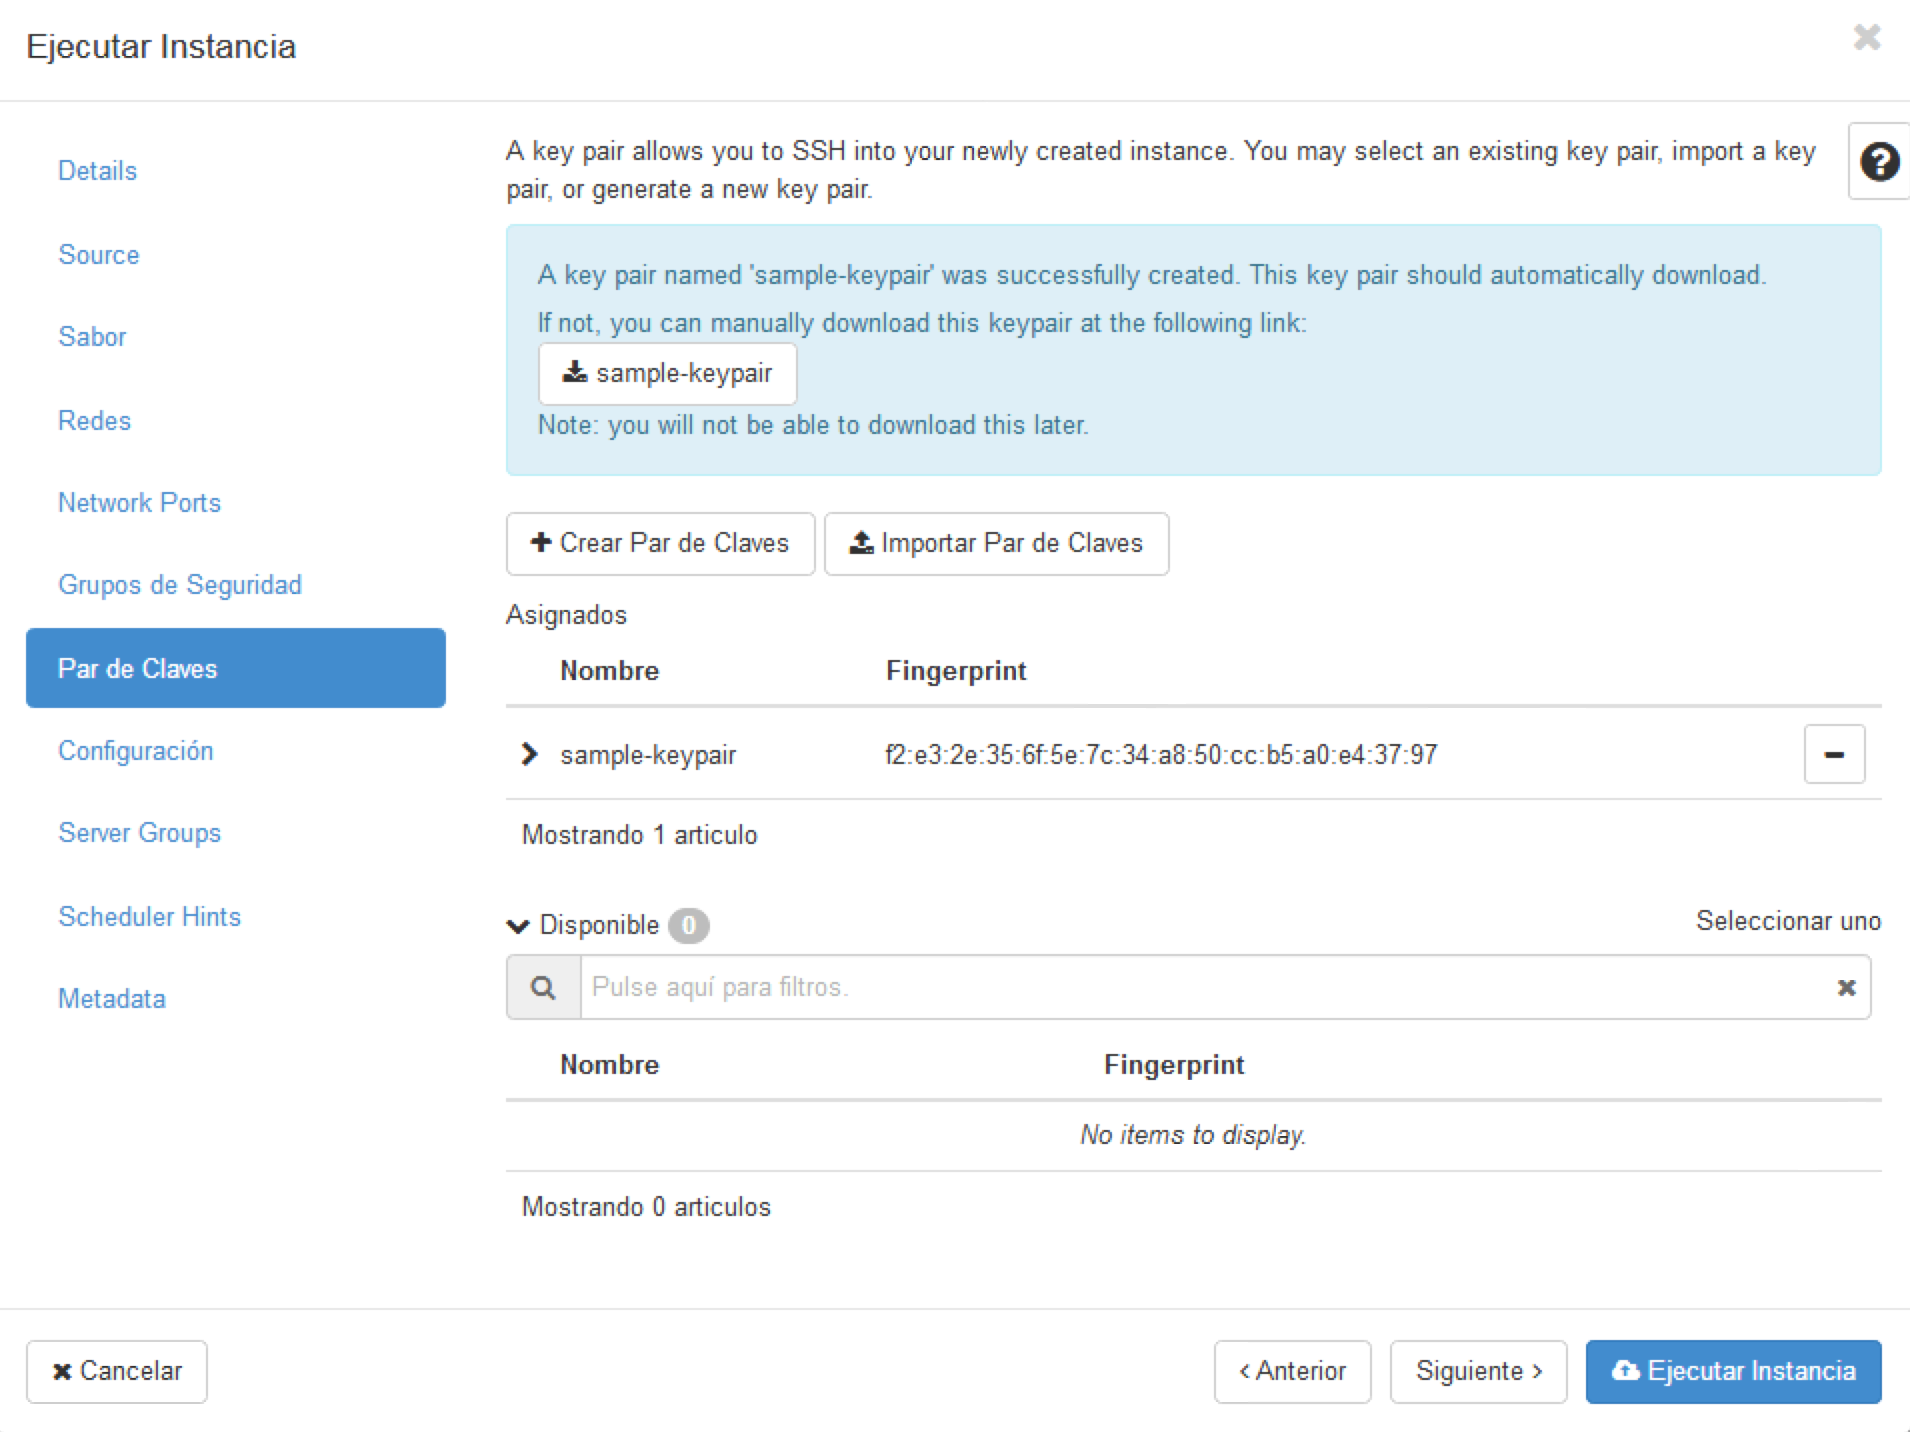 Ejecutar Instancia
Details
Source
Sabor
Redes
Network Ports
Grupos de Seguridad
Par de Claves
Configuración
Server Groups
Scheduler Hints
Metadata
A key pair allows you to SSH into your newly created instance. You may select an existing key pair, import a key
pair, or generate a new key pair.
A key pair named 'sample-keypair' was successfully created. This key pair should automatically download.
If not, you can manually download this keypair at the following link:
sample-keypair
Note: you will not be able to download this later.
Crear Par de Claves Importar Par de Claves
Asignados
Nombre Fingerprint
sample-keypair f2:e3:2e:35:6f:5e:7c:34:a8:50:cc:b5:a0:e4:37:97
Mostrando 1 articulo
Disponible 0 Seleccionar uno
Pulse aquí para filtros.
Nombre Fingerprint
No items to display.
Mostrando 0 articulos
Cancelar ‹ Anterior Siguiente › Ejecutar Instancia